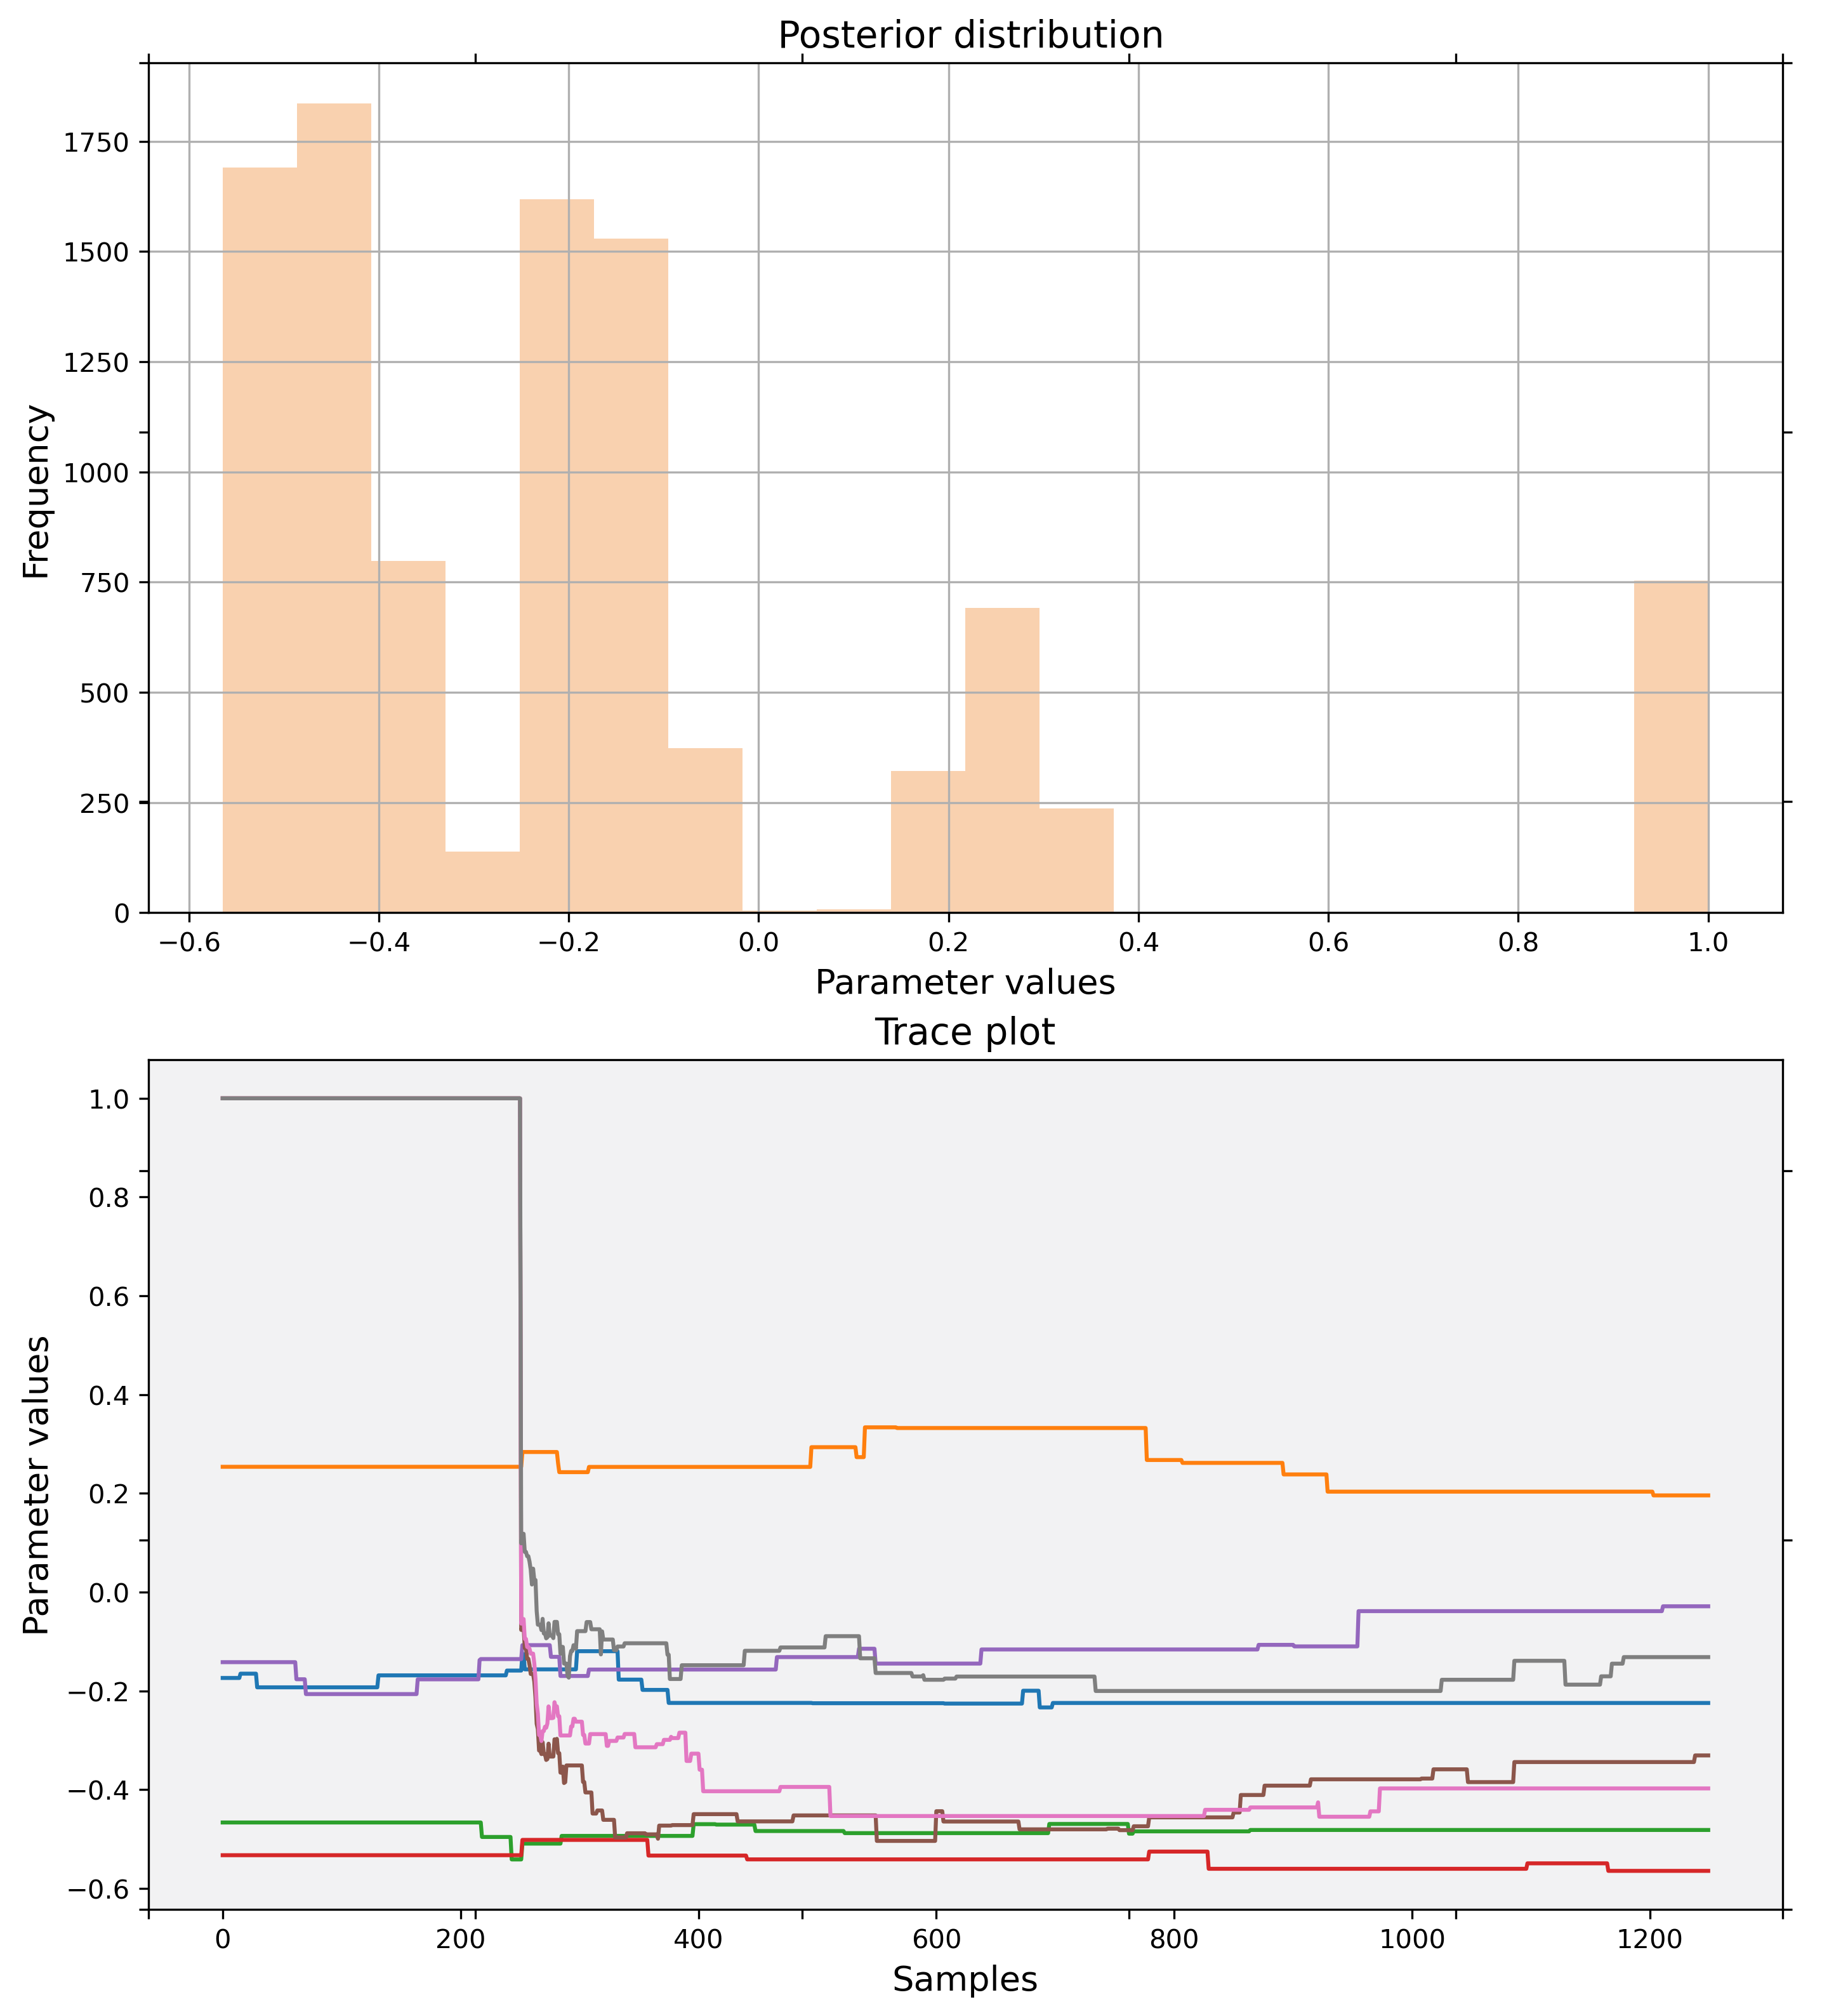 Posterior distribution
Frequency
1750
1500
1250
1000
750
500
250
0
−0.6 −0.4 −0.2 0.0 0.2 0.4 0.6 0.8 1.0
Parameter values
Trace plot
Parameter values
1.0
0.8
0.6
0.4
0.2
0.0
−0.2
−0.4
−0.6
0 200 400 600 800 1000 1200
Samples